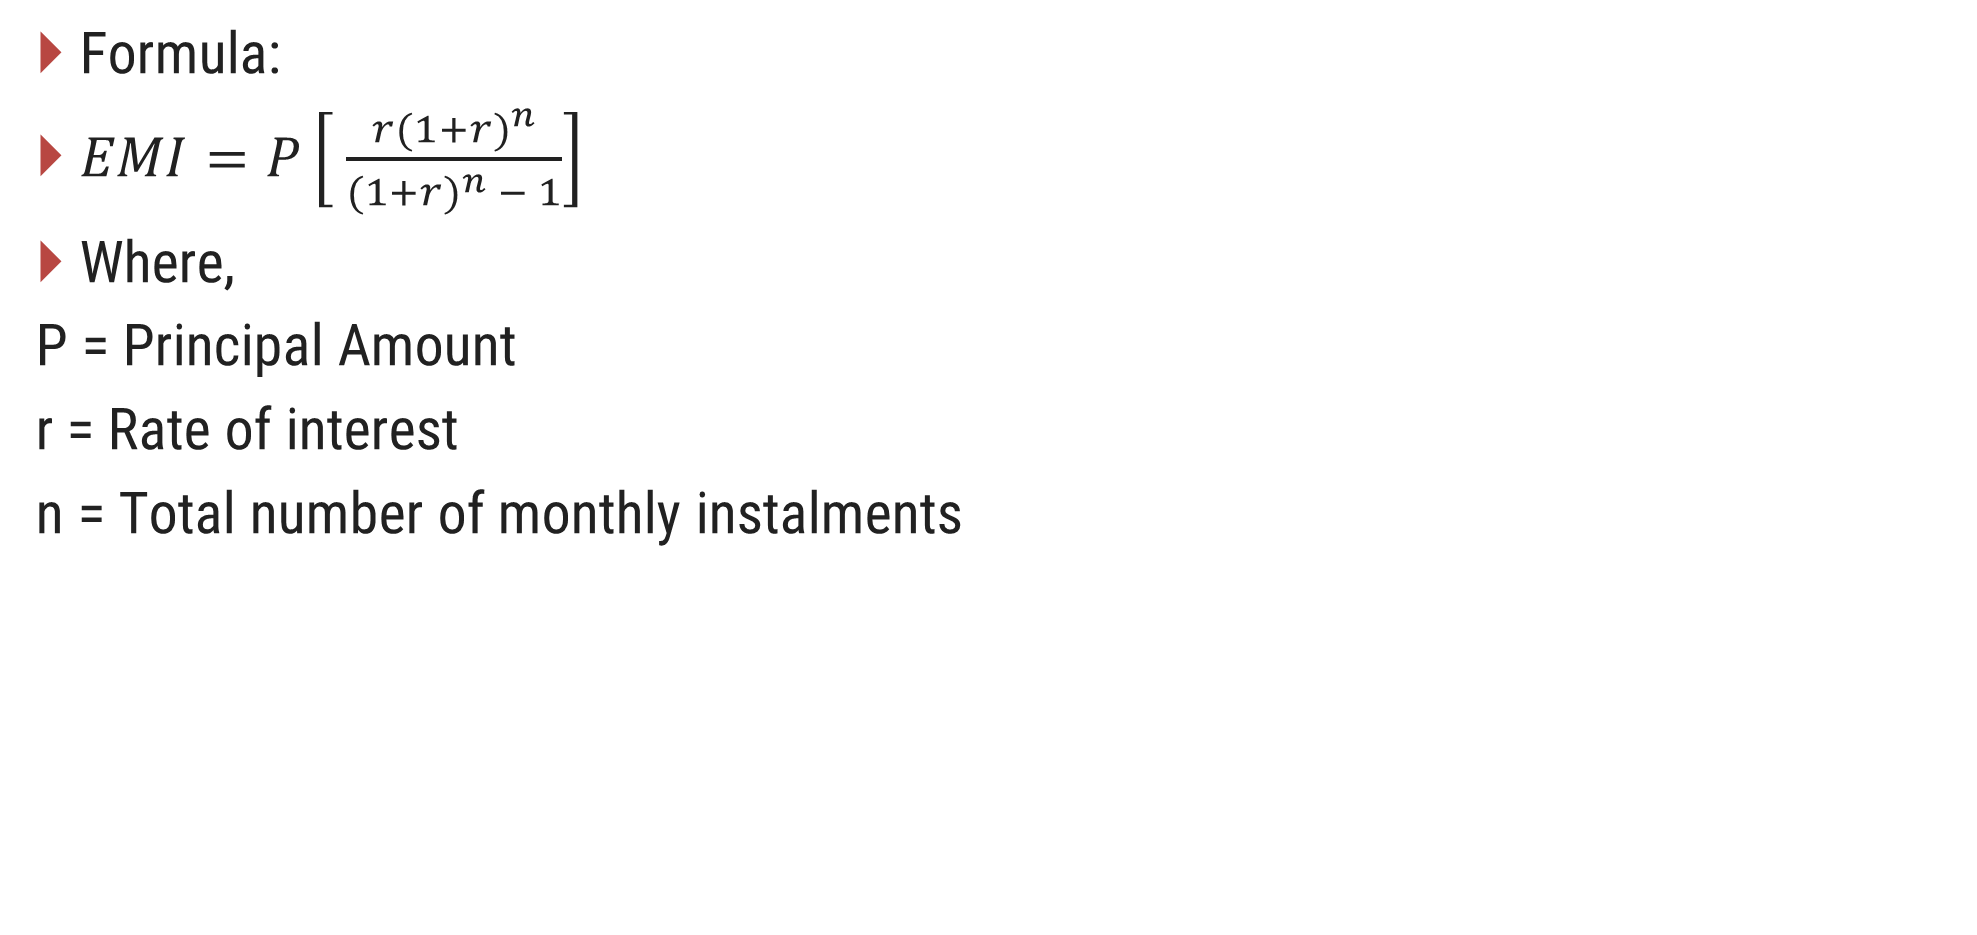 Formula:
EMI = P [ r(1+r)^n / (1+r)^n − 1 ]
Where,
P = Principal Amount
r = Rate of interest
n = Total number of monthly instalments